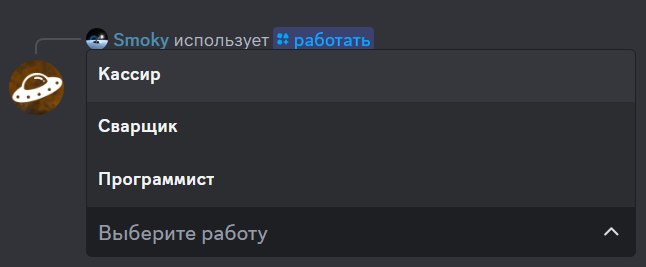 Smoky использует работать
Кассир
Сварщик
Программист
Выберите работу